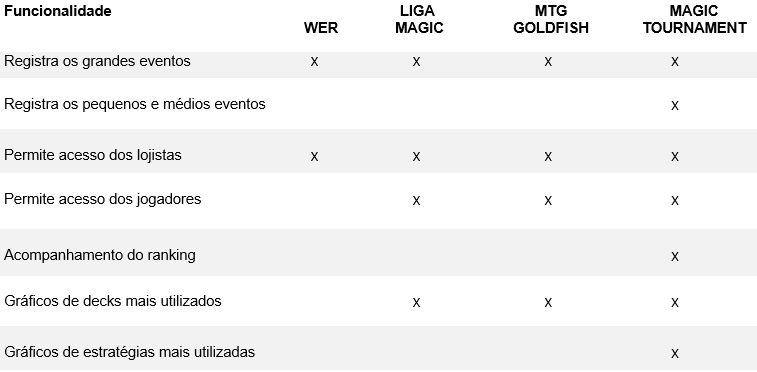 Funcionalidade WER LIGA MAGIC MTG GOLDFISH MAGIC TOURNAMENT
Registra os grandes eventos x x x x
Registra os pequenos e médios eventos x
Permite acesso dos lojistas x x x x
Permite acesso dos jogadores x x x
Acompanhamento do ranking x
Gráficos de decks mais utilizados x x x
Gráficos de estratégias mais utilizadas x